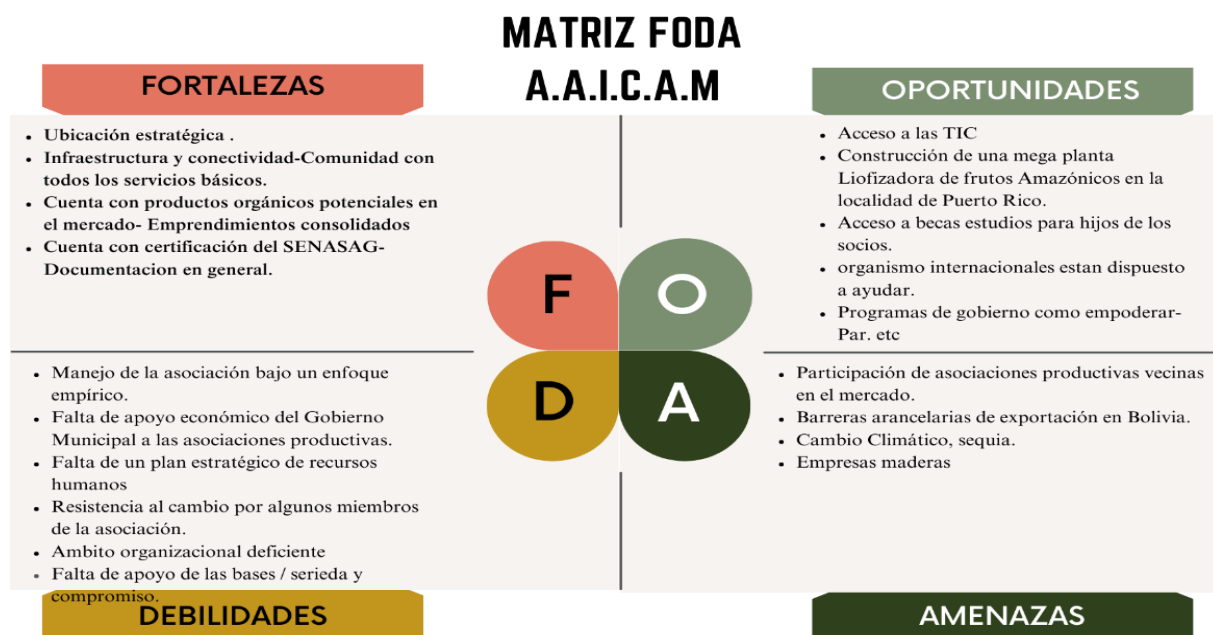 MATRIZ FODA
A.A.I.C.A.M
FORTALEZAS
• Ubicación estratégica .
• Infraestructura y conectividad-Comunidad con
todos los servicios básicos.
• Cuenta con productos orgánicos potenciales en
el mercado- Emprendimientos consolidados
• Cuenta con certificación del SENASAG-
Documentacion en general.
OPORTUNIDADES
• Acceso a las TIC
• Construcción de una mega planta
Liofizadora de frutos Amazónicos en la
localidad de Puerto Rico.
• Acceso a becas estudios para hijos de los
socios.
• organismo internacionales estan dispuesto
a ayudar.
• Programas de gobierno como empoderar-
Par. etc
F
O
D
A
• Manejo de la asociación bajo un enfoque
empírico.
• Falta de apoyo económico del Gobierno
Municipal a las asociaciones productivas.
• Falta de un plan estratégico de recursos
humanos
• Resistencia al cambio por algunos miembros
de la asociación.
• Ambito organizacional deficiente
• Falta de apoyo de las bases / serieda y
compromiso.
DEBILIDADES
• Participación de asociaciones productivas vecinas
en el mercado.
• Barreras arancelarias de exportación en Bolivia.
• Cambio Climático, sequia.
• Empresas maderas
AMENAZAS